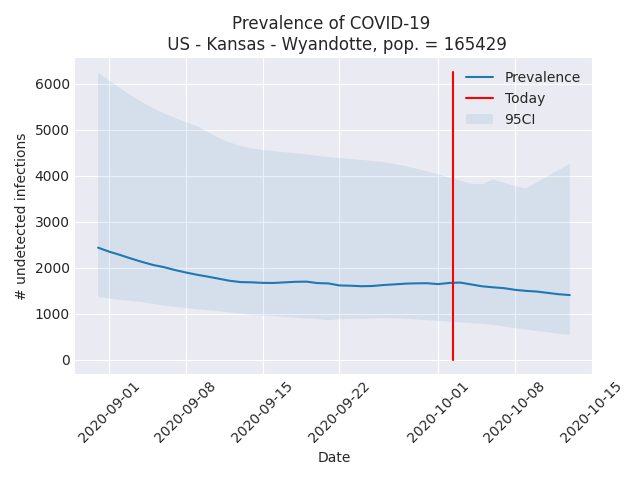 Prevalence of COVID-19
US - Kansas - Wyandotte, pop. = 165429
Prevalence
Today
95CI
# undetected infections
6000
5000
4000
3000
2000
1000
0
2020-09-01
2020-09-08
2020-09-15
2020-09-22
2020-10-01
2020-10-08
2020-10-15
Date